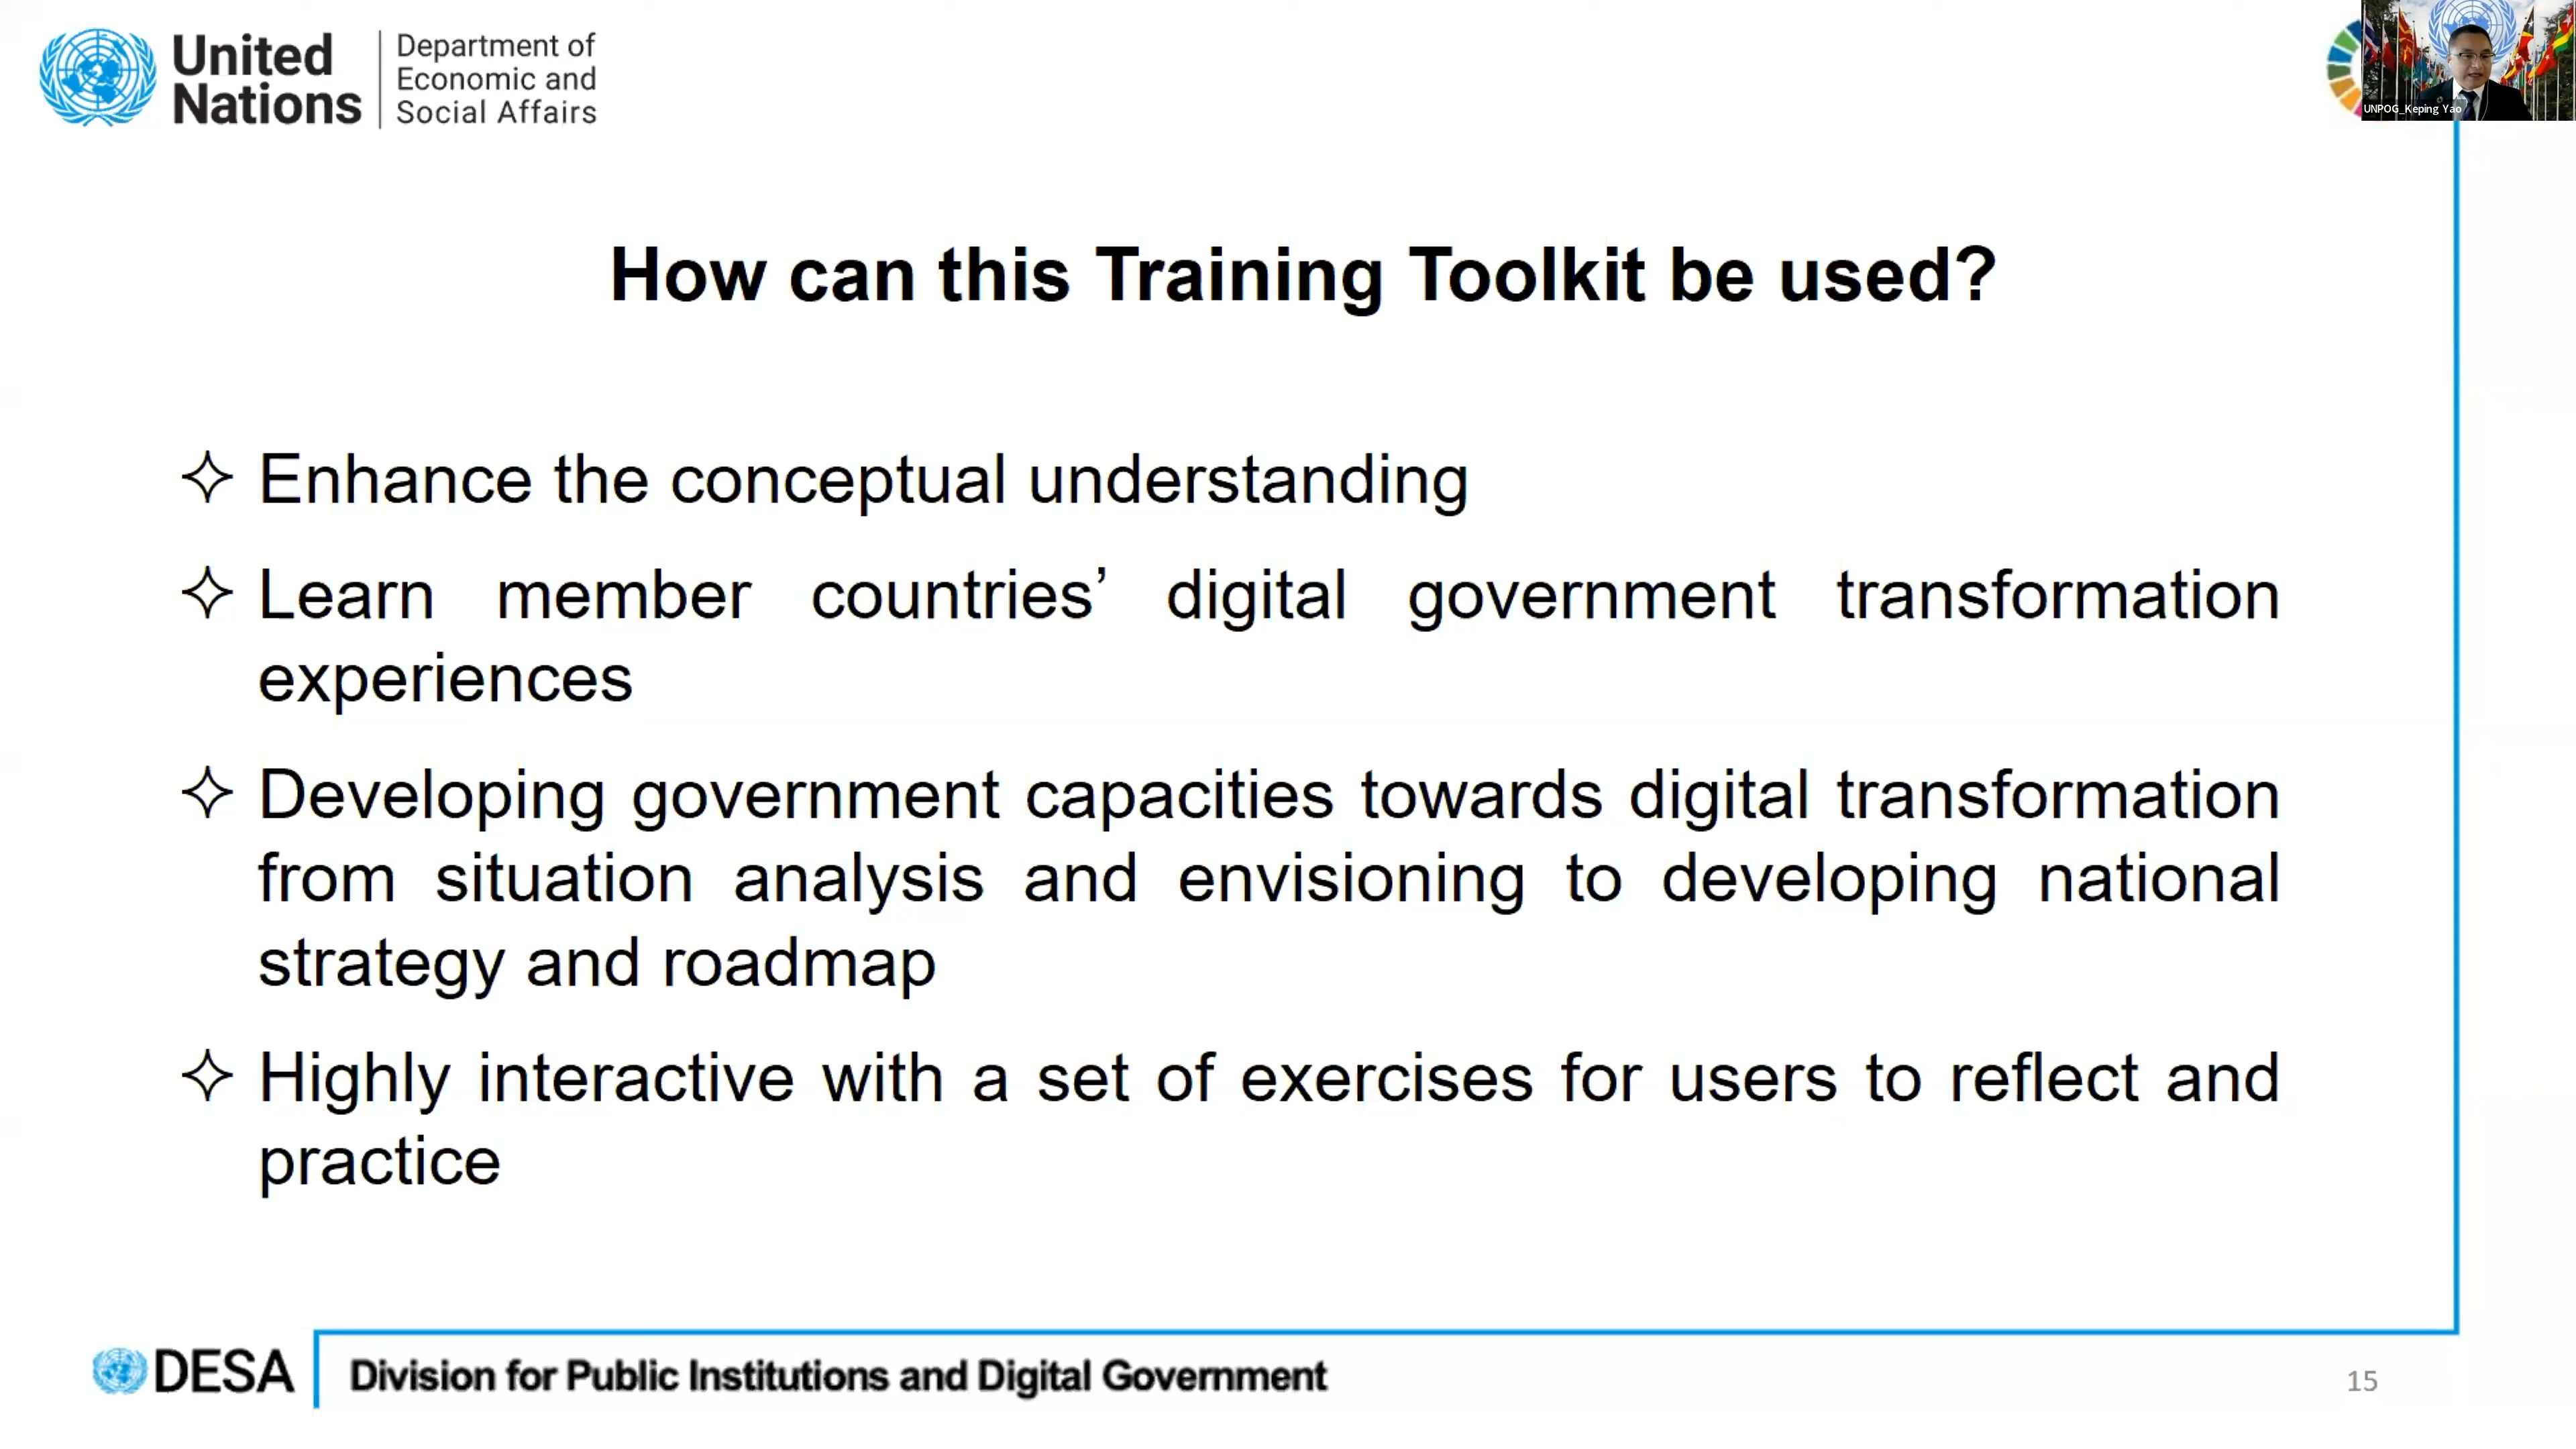 United
Nations
Department of
Economic and
Social Affairs
UNPOG_Keping Yao
How can this Training Toolkit be used?
Enhance the conceptual understanding
Learn member countries’ digital government transformation
experiences
Developing government capacities towards digital transformation
from situation analysis and envisioning to developing national
strategy and roadmap
Highly interactive with a set of exercises for users to reflect and
practice
DESA
Division for Public Institutions and Digital Government
15